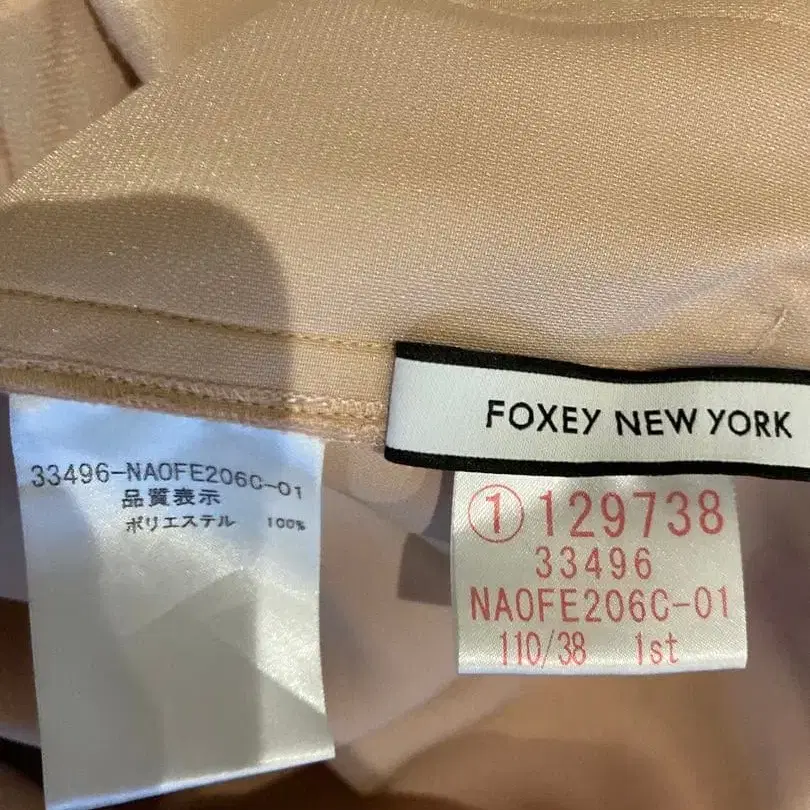 33496-NAOFE206C-01
品質表示
ポリエステル 100%
FOXEY NEW YORK
① 129738
33496
NAOFE206C-01
110/38 1st